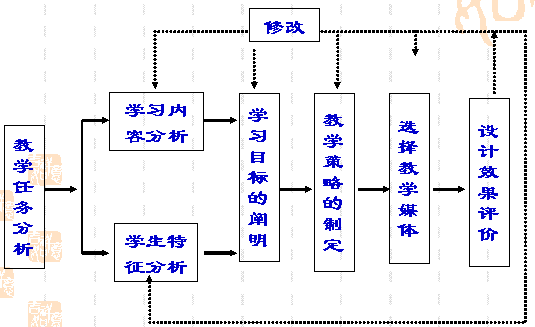 修改
教学任务分析
学习内
容分析
学生特
征分析
学习目标的阐明
教学策略的制定
选择教学媒体
设计效果评价